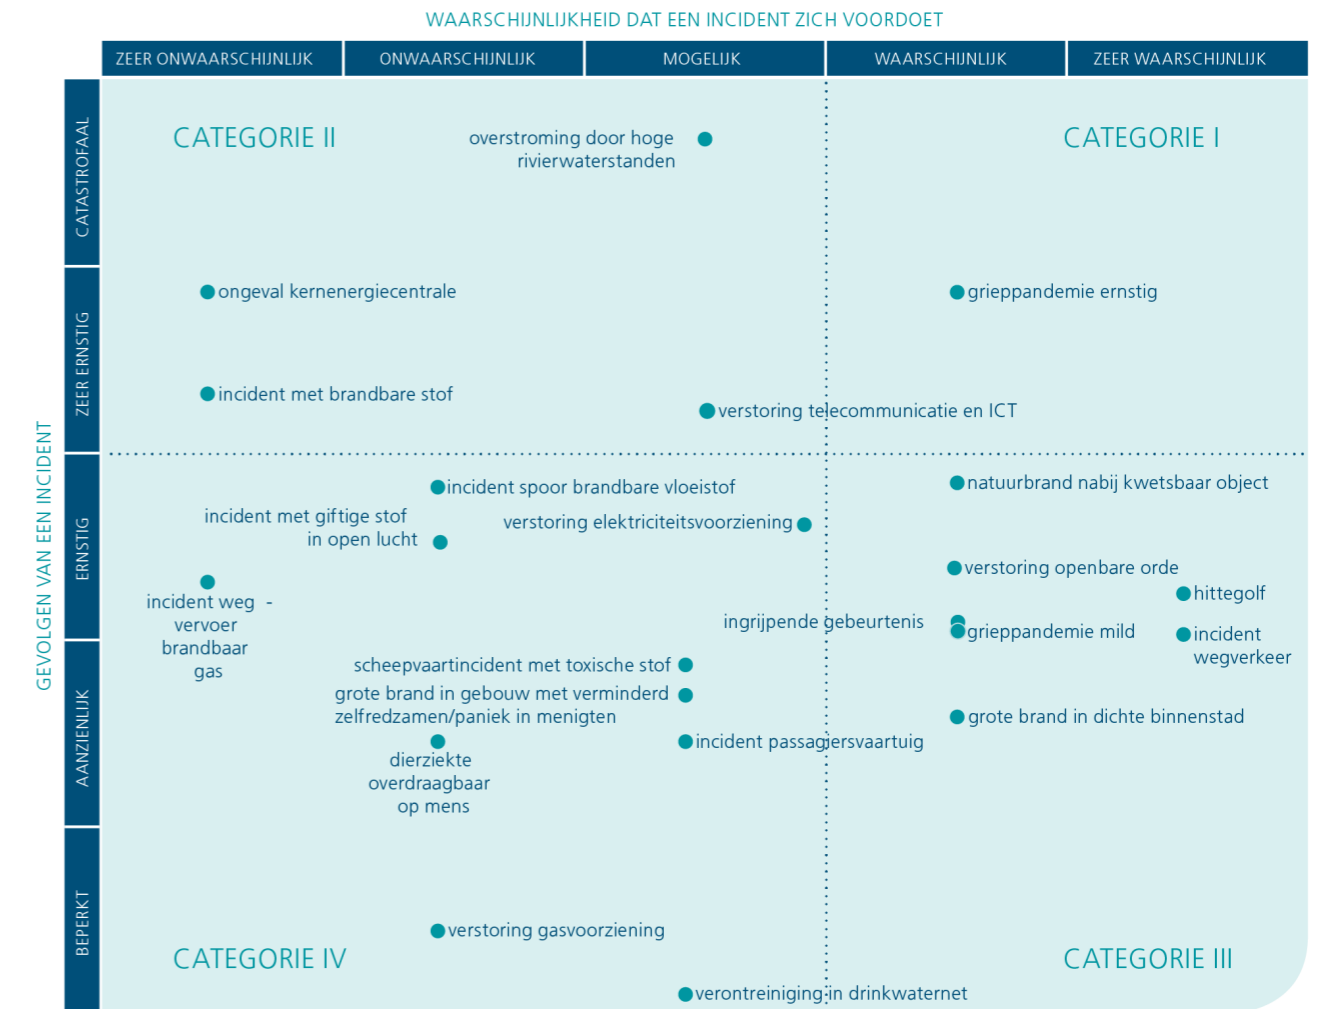 WAARSCHIJNLIJKHEID DAT EEN INCIDENT ZICH VOORDOET
ZEER ONWAARSCHIJNLIJK
ONWAARSCHIJNLIJK
MOGELIJK
WAARSCHIJNLIJK
ZEER WAARSCHIJNLIJK
GEVOLGEN VAN EEN INCIDENT
CATASTROFAAL
ZEER ERNSTIG
ERNSTIG
AANZIENLIJK
BEPERKT
CATEGORIE II
overstroming door hoge
rivierwaterstanden
CATEGORIE I
ongeval kernenergiecentrale
grieppandemie ernstig
incident met brandbare stof
verstoring telecommunicatie en ICT
incident spoor brandbare vloeistof
natuurbrand nabij kwetsbaar object
incident met giftige stof
in open lucht
verstoring elektriciteitsvoorziening
verstoring openbare orde
incident weg -
vervoer
brandbaar
gas
hittegolf
ingrijpende gebeurtenis
grieppandemie mild
incident
wegverkeer
scheepvaartincident met toxische stof
grote brand in gebouw met verminderd
zelfredzamen/paniek in menigten
grote brand in dichte binnenstad
incident passagiersvaartuig
dierziekte
overdraagbaar
op mens
verstoring gasvoorziening
CATEGORIE IV
CATEGORIE III
verontreiniging in drinkwaternet